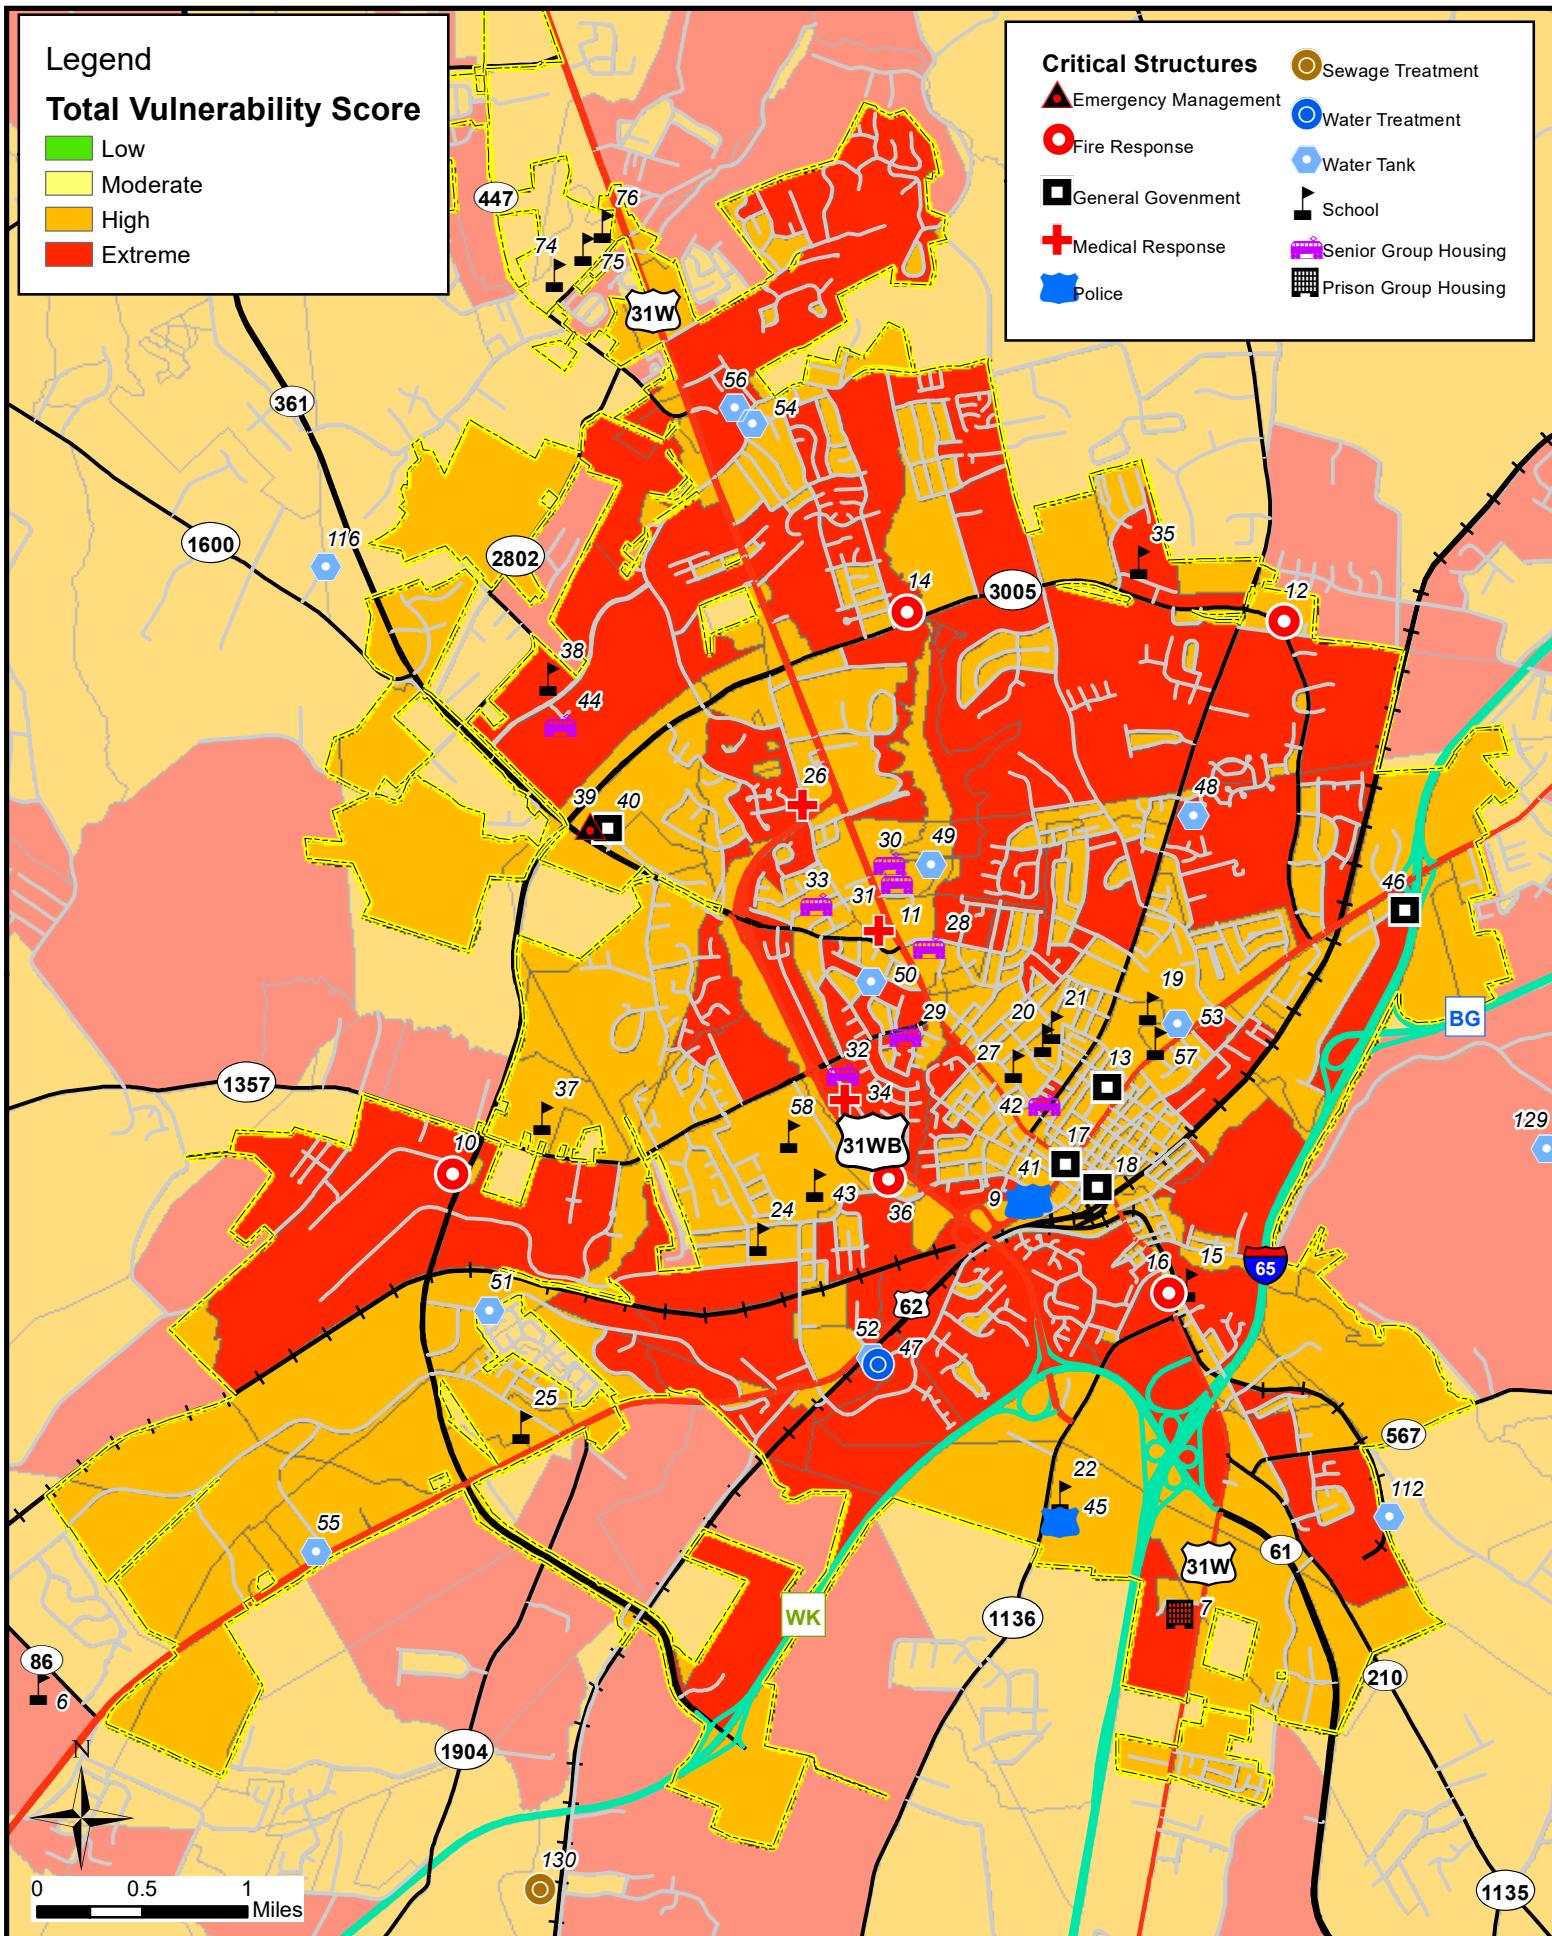 Legend
Total Vulnerability Score
Low
Moderate
High
Extreme
Critical Structures
Emergency Management
Fire Response
General Govenment
Medical Response
Police
Sewage Treatment
Water Treatment
Water Tank
School
Senior Group Housing
Prison Group Housing
447
76
74
75
31W
361
56
54
1600
116
2802
35
14
3005
12
38
44
26
39
40
48
30
49
33
31
11
28
46
50
19
20
21
53
29
BG
27
13
57
32
34
42
1357
37
58
31WB
17
129
10
41
18
43
9
36
24
16
15
65
51
62
52
47
25
567
22
112
45
55
61
31W
WK
7
1136
86
6
210
N
1904
130
1135
0 0.5 1
Miles